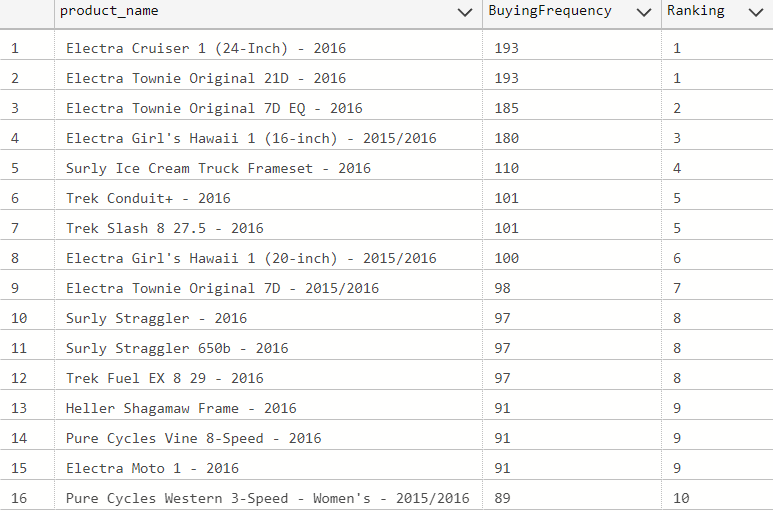 product_name BuyingFrequency Ranking
1 Electra Cruiser 1 (24-Inch) - 2016 193 1
2 Electra Townie Original 21D - 2016 193 1
3 Electra Townie Original 7D EQ - 2016 185 2
4 Electra Girl's Hawaii 1 (16-inch) - 2015/2016 180 3
5 Surly Ice Cream Truck Frameset - 2016 110 4
6 Trek Conduit+ - 2016 101 5
7 Trek Slash 8 27.5 - 2016 101 5
8 Electra Girl's Hawaii 1 (20-inch) - 2015/2016 100 6
9 Electra Townie Original 7D - 2015/2016 98 7
10 Surly Straggler - 2016 97 8
11 Surly Straggler 650b - 2016 97 8
12 Trek Fuel EX 8 29 - 2016 97 8
13 Heller Shagamaw Frame - 2016 91 9
14 Pure Cycles Vine 8-Speed - 2016 91 9
15 Electra Moto 1 - 2016 91 9
16 Pure Cycles Western 3-Speed - Women's - 2015/2016 89 10